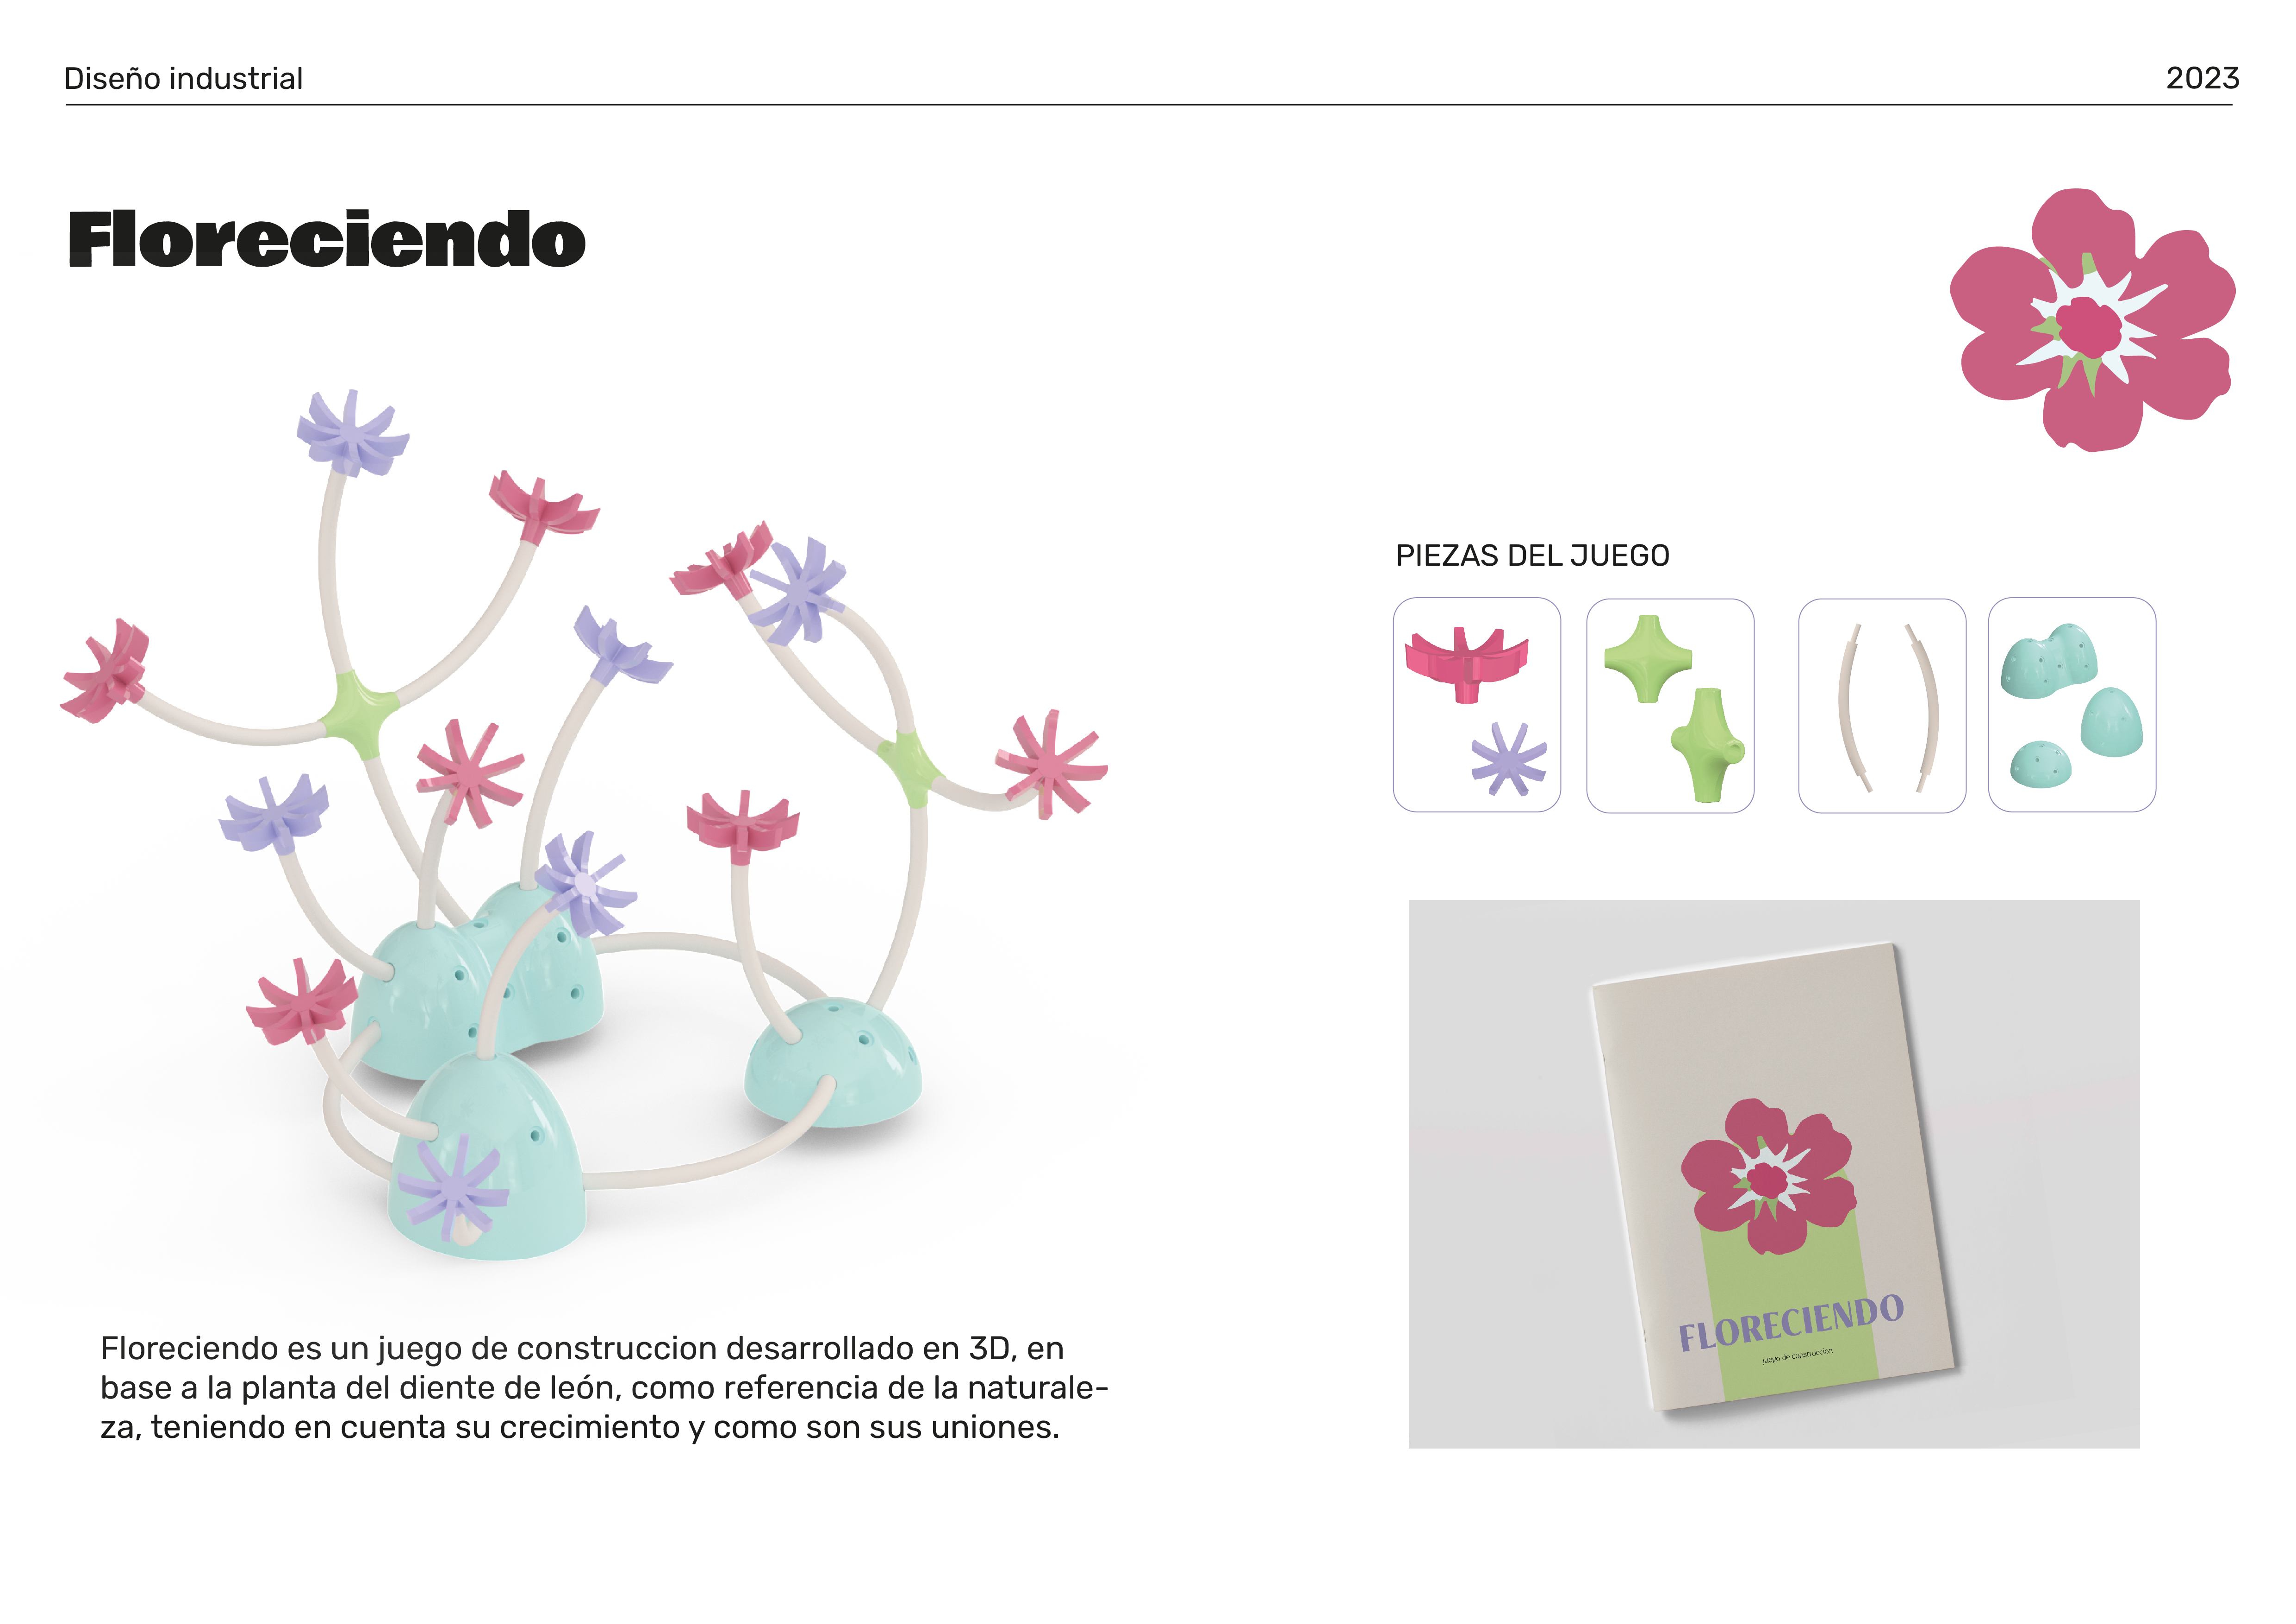 Diseño industrial
2023
Floreciendo
PIEZAS DEL JUEGO
FLORECIENDO
juego de construccion
Floreciendo es un juego de construccion desarrollado en 3D, en
base a la planta del diente de león, como referencia de la naturale-
za, teniendo en cuenta su crecimiento y como son sus uniones.